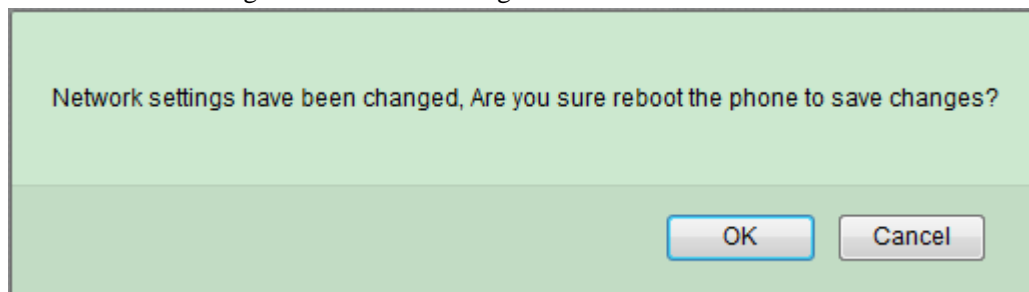 Network settings have been changed, Are you sure reboot the phone to save changes?
OK
Cancel